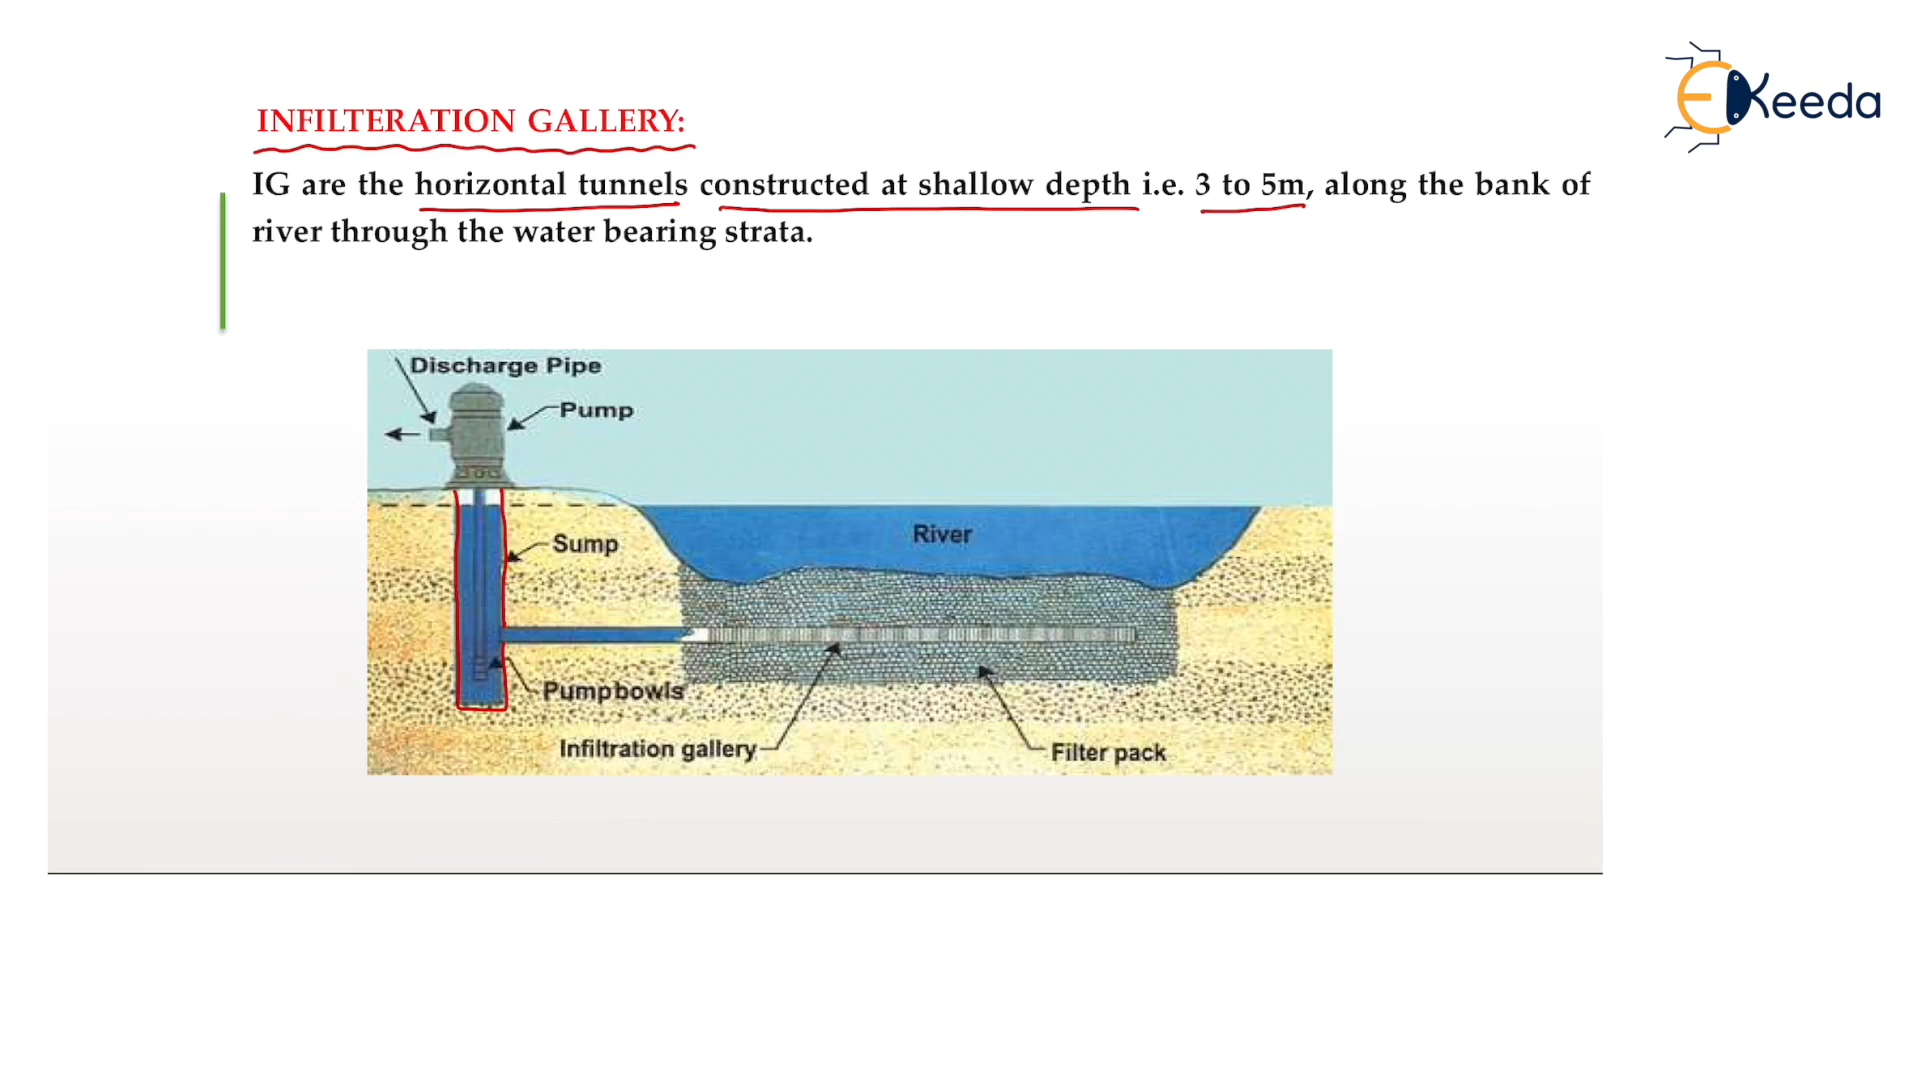 EKeeda
INFILTERATION GALLERY:
IG are the horizontal tunnels constructed at shallow depth i.e. 3 to 5m, along the bank of
river through the water bearing strata.
Discharge Pipe
Pump
River
Sump
Pumpbowls
Infiltration gallery
Filter pack